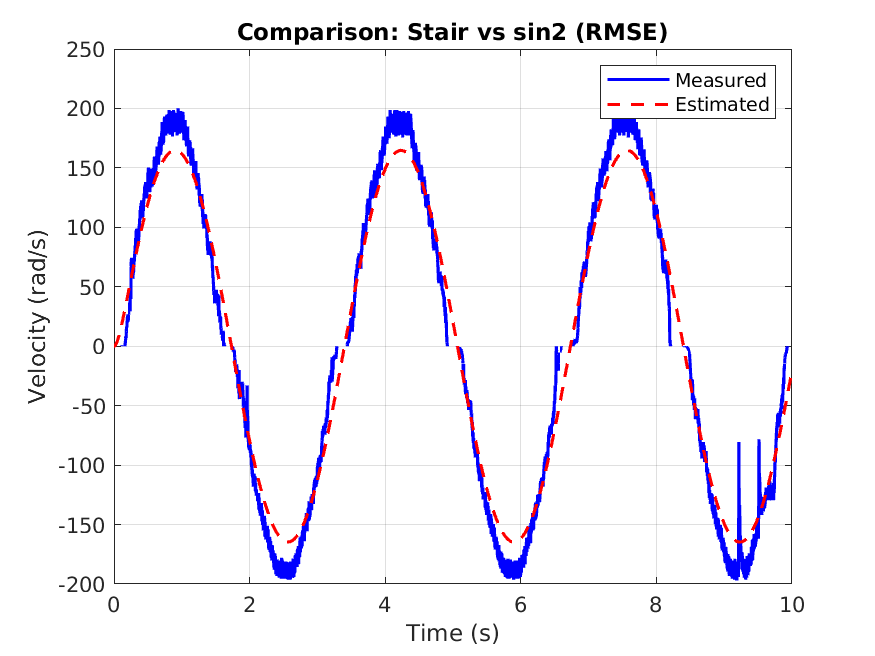 Comparison: Stair vs sin2 (RMSE)
Measured
Estimated
Velocity (rad/s)
250
200
150
100
50
0
-50
-100
-150
-200
0 2 4 6 8 10
Time (s)